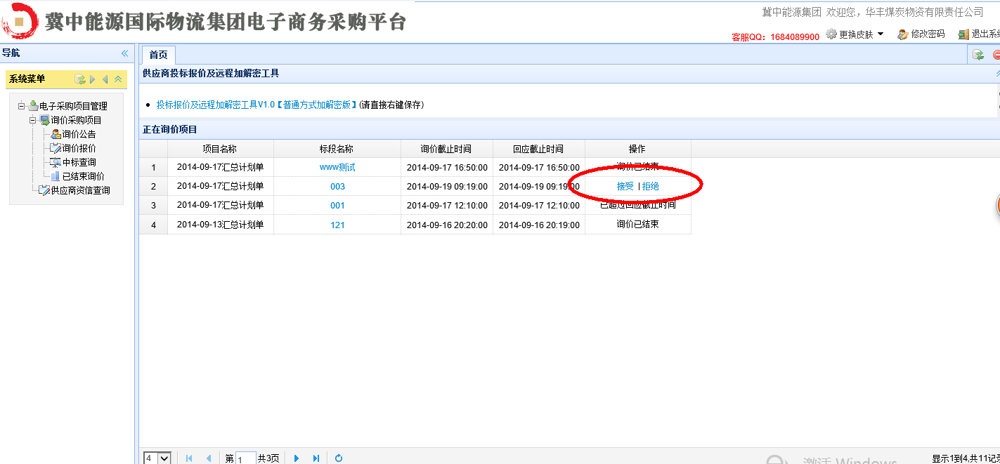 冀中能源国际物流集团电子商务采购平台
冀中能源集团 欢迎您，华丰煤炭物资有限责任公司
客服QQ：1684089900 更换皮肤 修改密码 退出系
导航
首页
系统菜单
供应商投标报价及远程加解密工具
投标报价及远程加解密工具V1.0【普通方式加解密版】(请直接右键保存)
电子采购项目管理
询价采购项目
询价公告
询价报价
中标查询
已结束询价
供应商资信查询
正在询价项目
项目名称 标段名称 询价截止时间 回应截止时间 操作
1 2014-09-17汇总计划单 www测试 2014-09-17 16:50:00 2014-09-17 16:50:00 询价已结束
2 2014-09-17汇总计划单 003 2014-09-19 09:19:00 2014-09-19 09:19:00 接受 | 拒绝
3 2014-09-17汇总计划单 001 2014-09-17 12:10:00 2014-09-17 12:10:00 已超过回应截止时间
4 2014-09-13汇总计划单 121 2014-09-16 20:20:00 2014-09-16 20:19:00 询价已结束
4 第 1 共3页 显示1到4,共11记
激活 Windows